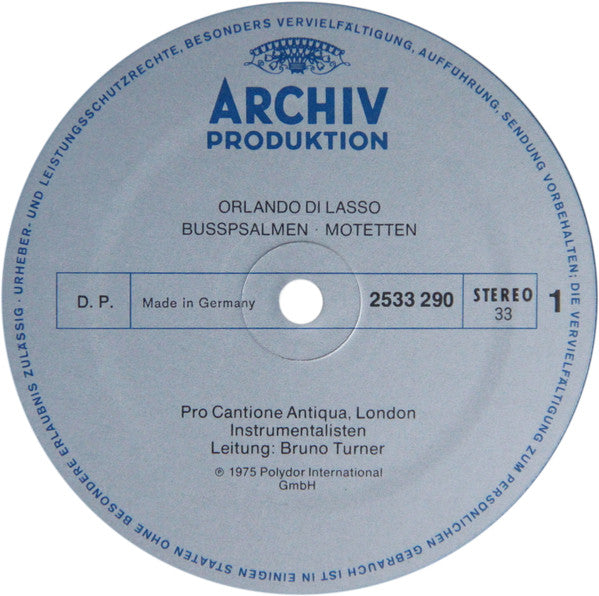 URHEBER- UND LEISTUNGSSCHUTZRECHTE, BESONDERS VERVIELFÄLTIGUNG, AUFFÜHRUNG, SENDUNG VORBEHALTEN; DIE VERVIELFÄLTIGUNG ZUM PERSÖNLICHEN GEBRAUCH IST IN EINIGEN STAATEN OHNE BESONDERE ERLAUBNIS ZULÄSSIG ·
ARCHIV
PRODUKTION
ORLANDO DI LASSO
BUSSPSALMEN · MOTETTEN
D. P. Made in Germany 2533 290 STEREO 33 1
Pro Cantione Antiqua, London
Instrumentalisten
Leitung: Bruno Turner
℗ 1975 Polydor International
GmbH